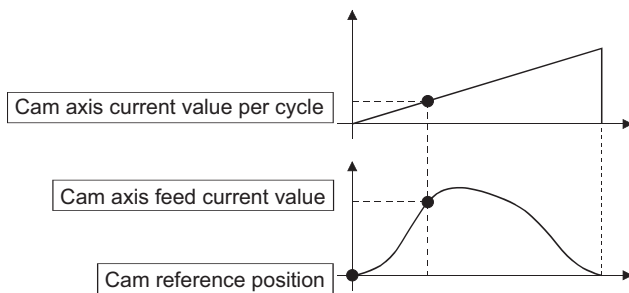 Cam axis current value per cycle
Cam axis feed current value
Cam reference position